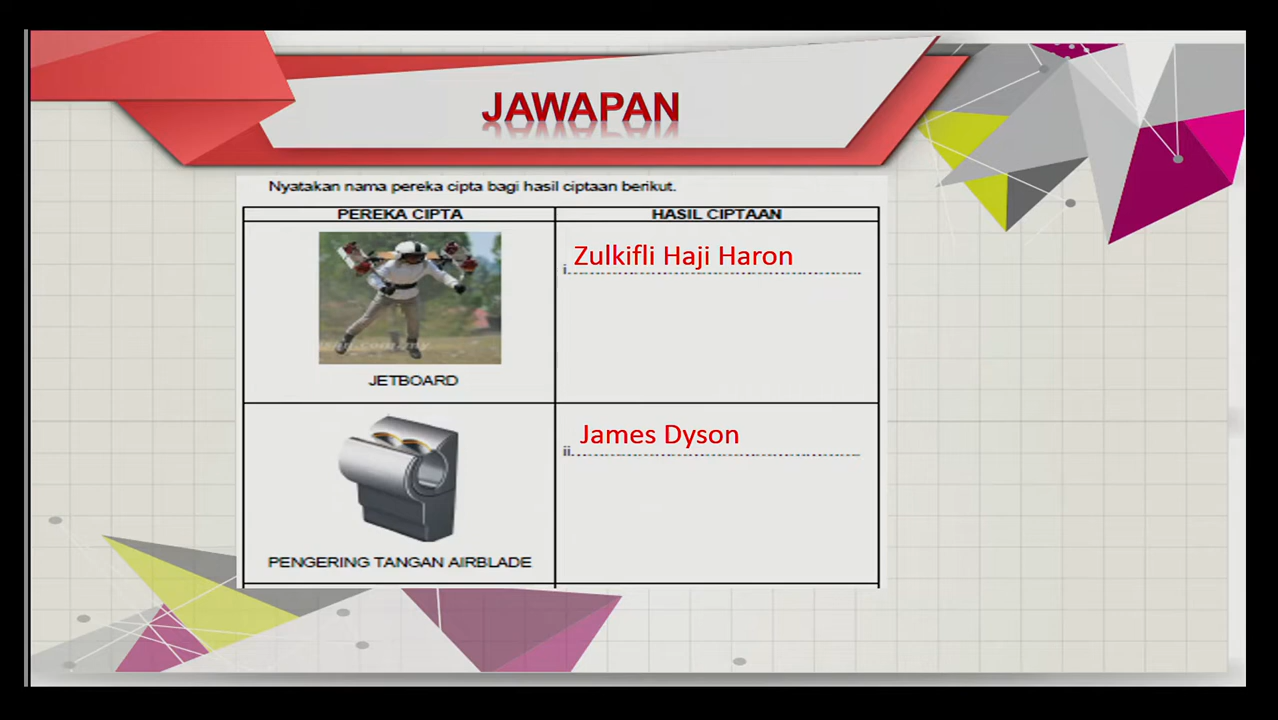 JAWAPAN
Nyatakan nama pereka cipta bagi hasil ciptaan berikut.
PEREKA CIPTA
HASIL CIPTAAN
i. Zulkifli Haji Haron
JETBOARD
ii. James Dyson
PENGERING TANGAN AIRBLADE